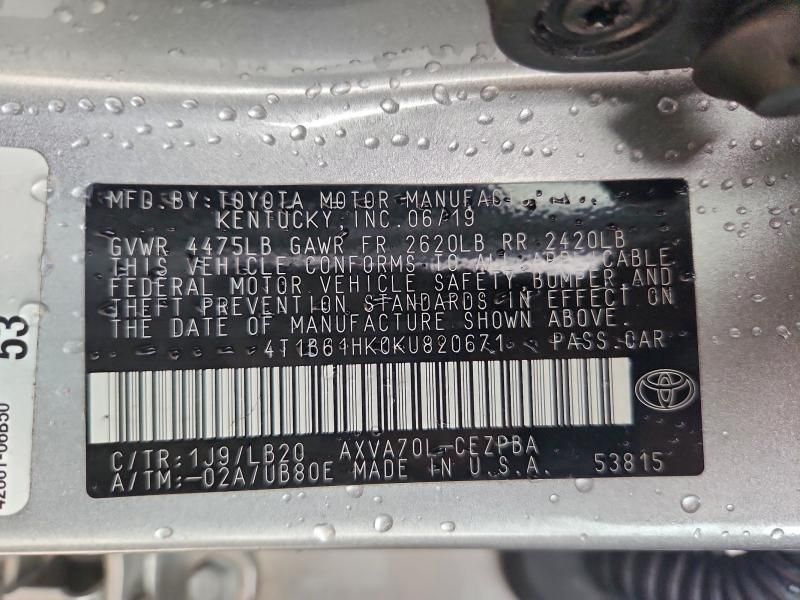 MFD. BY: TOYOTA MOTOR
KENTUCKY, INC. 06/19
GVWR 4475LB GAWR FR 2620LB RR 2420LB
THIS VEHICLE CONFORMS TO ALL APPLICABLE
FEDERAL MOTOR VEHICLE SAFETY BUMPER, AND
THEFT PREVENTION STANDARDS IN EFFECT ON
THE DATE OF MANUFACTURE SHOWN ABOVE.
4T1B61HK0KU820671 PASS. CAR
C/TR: 1J9/LB20 AXVA70L-CEZPBA
A/TM: -02A/UB80E MADE IN U.S.A. 53815
53